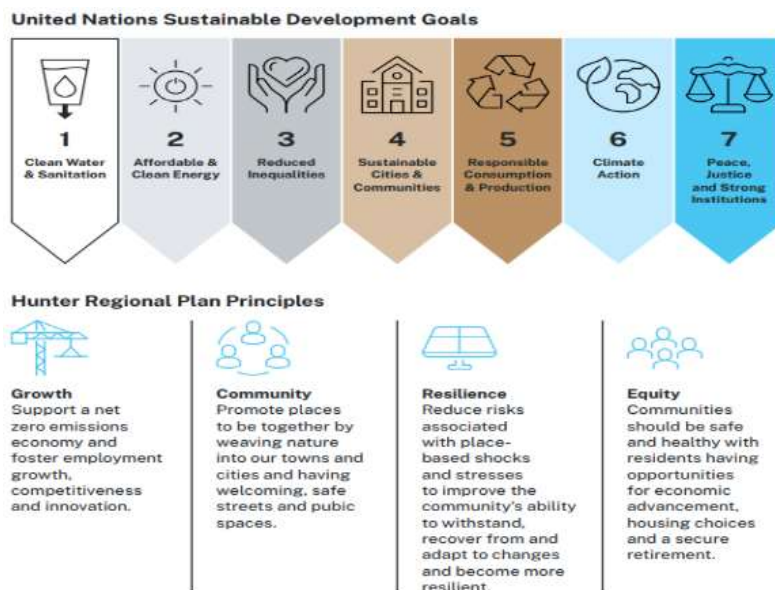 United Nations Sustainable Development Goals
1
Clean Water
& Sanitation
2
Affordable &
Clean Energy
3
Reduced
Inequalities
4
Sustainable
Cities &
Communities
5
Responsible
Consumption
& Production
6
Climate
Action
7
Peace,
Justice
and Strong
Institutions
Hunter Regional Plan Principles
Growth
Support a net
zero emissions
economy and
foster employment
growth,
competitiveness
and innovation.
Community
Promote places
to be together by
weaving nature
into our towns and
cities and having
welcoming, safe
streets and pubic
spaces.
Resilience
Reduce risks
associated
with place-
based shocks
and stresses
to improve the
community's ability
to withstand,
recover from and
adapt to changes
and become more
resilient.
Equity
Communities
should be safe
and healthy with
residents having
opportunities
for economic
advancement,
housing choices
and a secure
retirement.